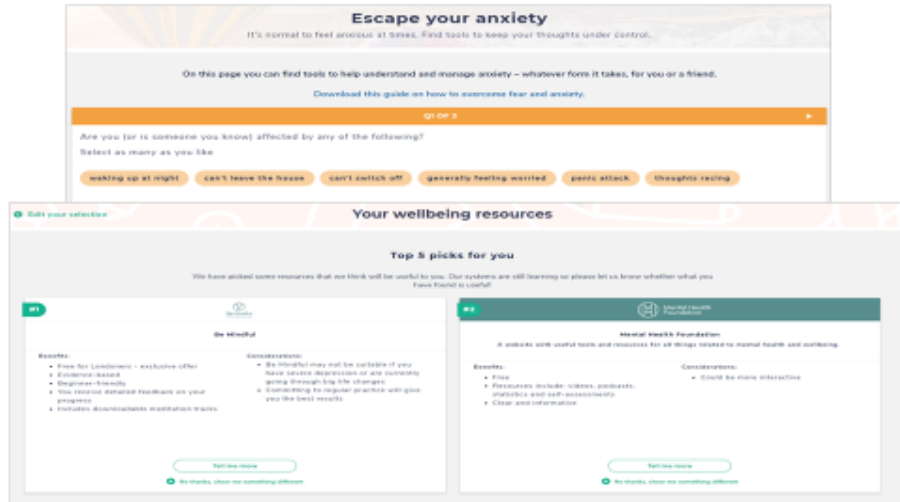 Escape your anxiety
It's normal to feel anxious at times. Find tools to keep your thoughts under control.
On this page you can find tools to help understand and manage anxiety – whatever form it takes, for you or a friend.
Download this guide on how to overcome fear and anxiety.
Q1 OF 3
Are you (or is someone you know) affected by any of the following?
Select as many as you like
waking up at night can't leave the house can't switch off generally feeling worried panic attack thoughts racing
Edit your selection
Your wellbeing resources
Top 5 picks for you
We have picked some resources that we think will be useful to you. Our systems are still learning so please let us know whether what you
have found is useful!
#1
Be Mindful
Be Mindful
Benefits:
• Free for Londoners - exclusive offer
• Evidence-based
• Beginner-friendly
• You receive detailed feedback on your
progress
• Includes downloadable meditation tracks
Considerations:
• Be Mindful may not be suitable if you
have severe depression or are currently
going through big life changes
• Committing to regular practice will give
you the best results
Tell me more
No thanks, show me something different
#2
Mental Health
Foundation
Mental Health Foundation
A website with useful tools and resources for all things related to mental health and wellbeing.
Benefits:
• Free
• Resources include: videos, podcasts,
statistics and self-assessments
• Clear and informative
Considerations:
• Could be more interactive
Tell me more
No thanks, show me something different